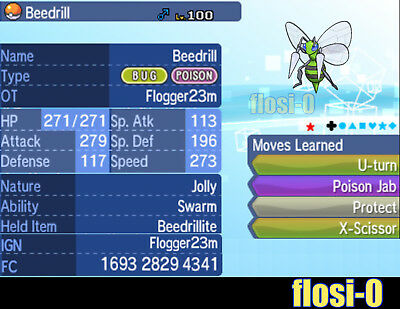 Beedrill
♂ Lv.100
Name Beedrill
Type BUG POISON
OT Flogger23m
flosi-0
HP 271/271 Sp. Atk 113
Attack 279 Sp. Def 196
Defense 117 Speed 273
Moves Learned
U-turn
Poison Jab
Protect
X-Scissor
Nature Jolly
Ability Swarm
Held Item Beedrillite
IGN Flogger23m
FC 1693 2829 4341
flosi-0